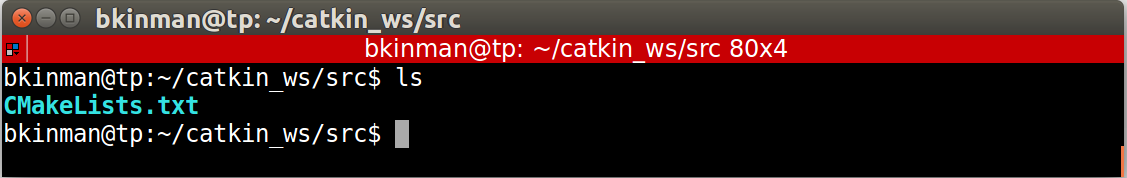 bkinman@tp: ~/catkin_ws/src
bkinman@tp: ~/catkin_ws/src 80x4
bkinman@tp:~/catkin_ws/src$ ls
CMakeLists.txt
bkinman@tp:~/catkin_ws/src$